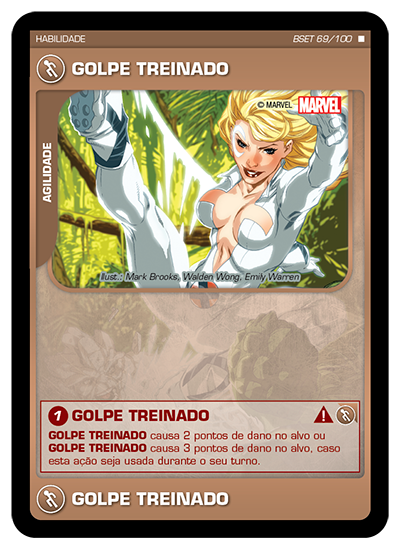 HABILIDADE
BSET 69/100
GOLPE TREINADO
© MARVEL
MARVEL
AGILIDADE
Illust.: Mark Brooks, Walden Wong, Emily Warren
1 GOLPE TREINADO
GOLPE TREINADO causa 2 pontos de dano no alvo ou
GOLPE TREINADO causa 3 pontos de dano no alvo, caso
esta ação seja usada durante o seu turno.
GOLPE TREINADO